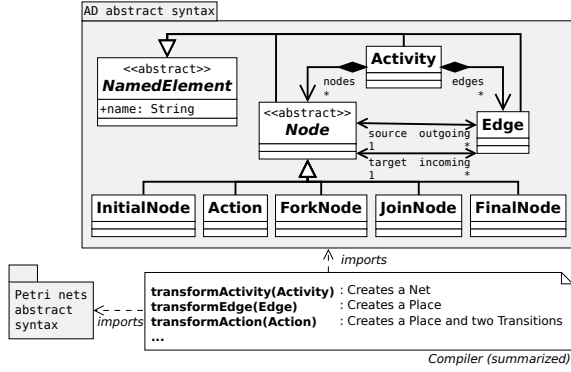 AD abstract syntax
<<abstract>>
NamedElement
+name: String
Activity
nodes
*
edges
*
<<abstract>>
Node
Edge
source outgoing
1 *
target incoming
1 *
InitialNode
Action
ForkNode
JoinNode
FinalNode
imports
Petri nets
abstract
syntax
imports
transformActivity(Activity) : Creates a Net
transformEdge(Edge) : Creates a Place
transformAction(Action) : Creates a Place and two Transitions
...
Compiler (summarized)